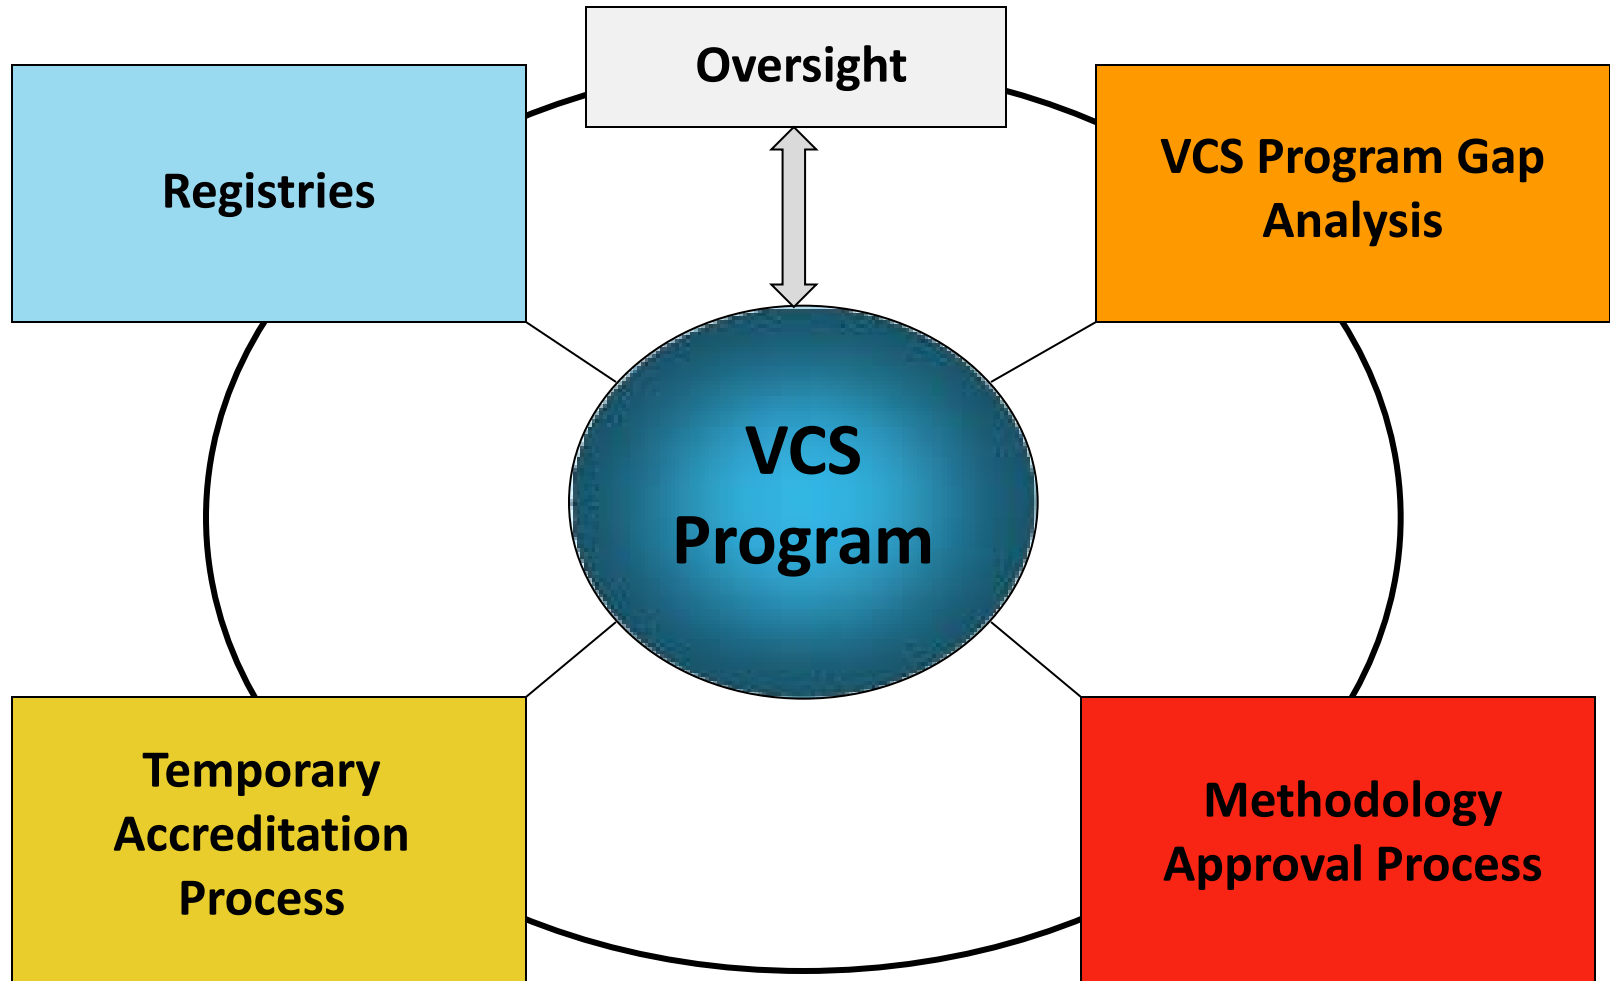 Oversight
Registries
VCS Program Gap
Analysis
VCS
Program
Temporary
Accreditation
Process
Methodology
Approval Process